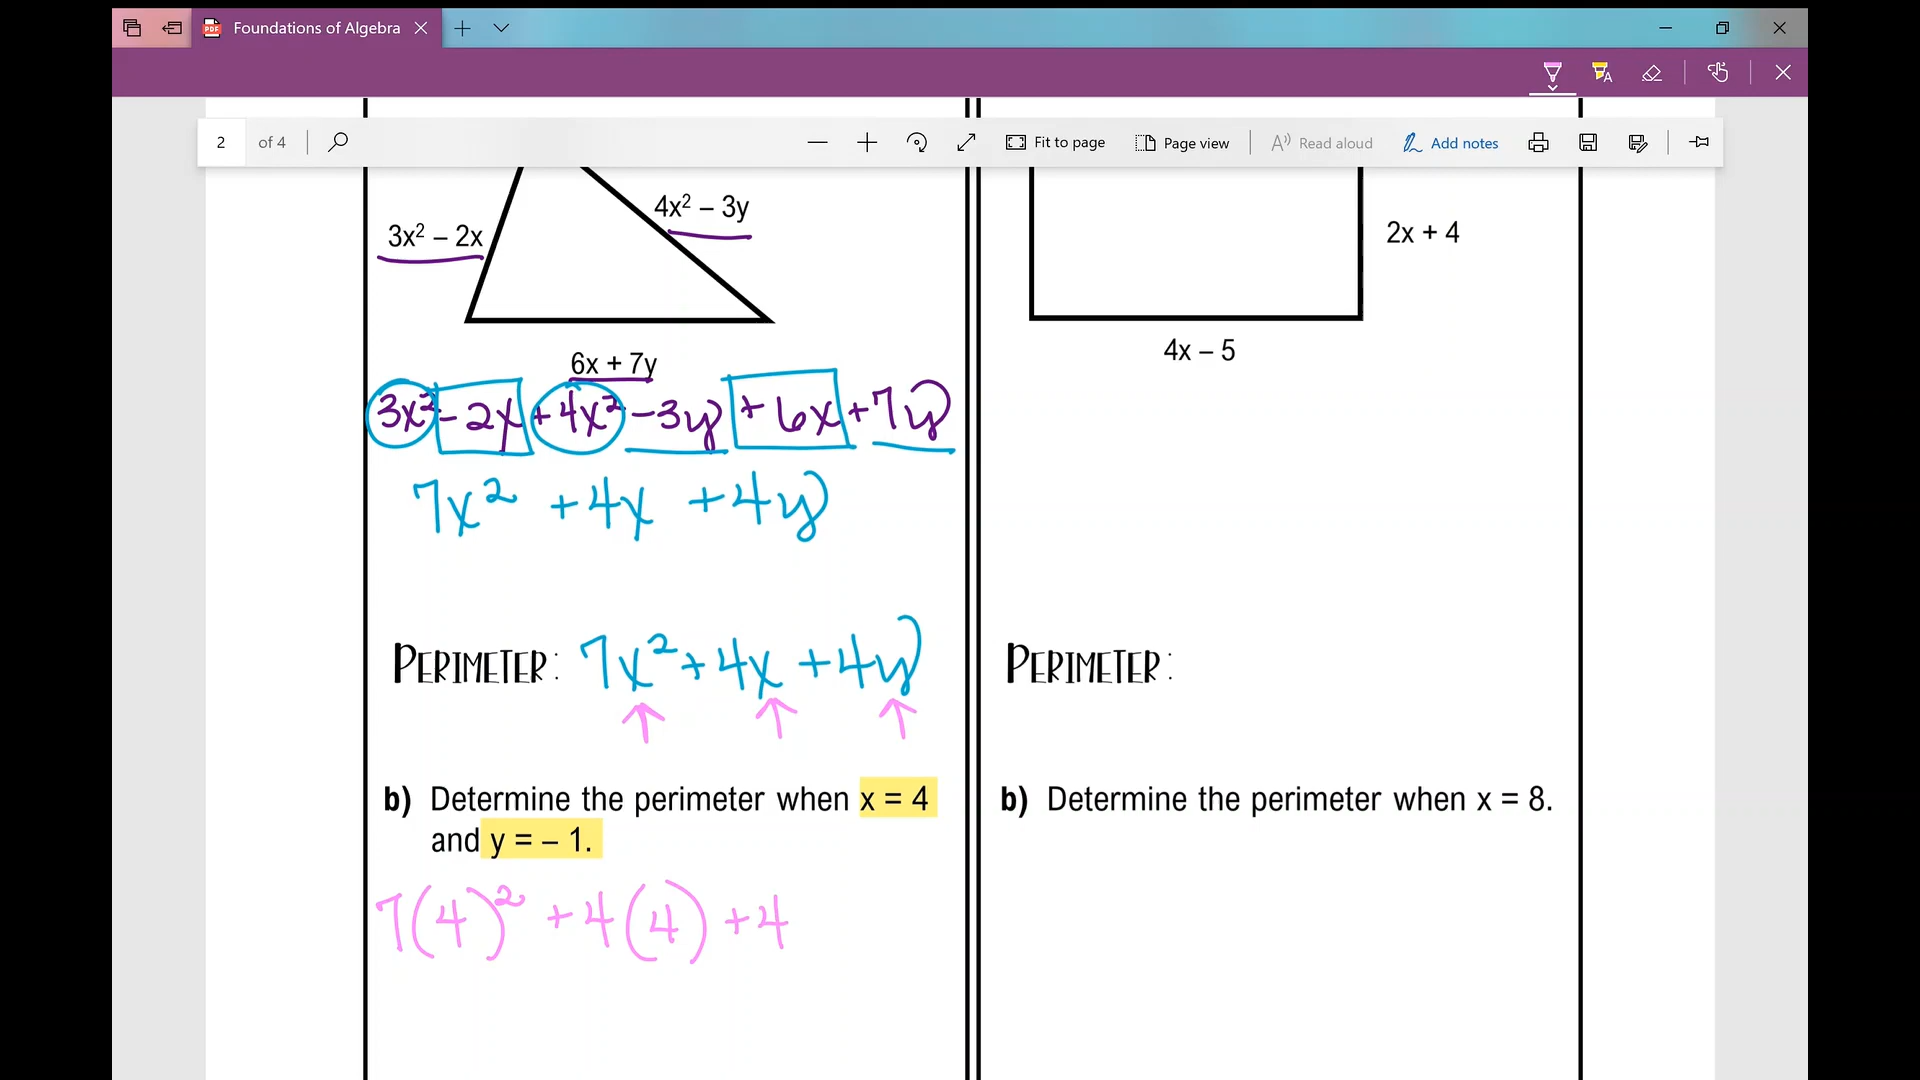 Foundations of Algebra
2 of 4 Fit to page Page view Read aloud Add notes
3x² – 2x
4x² – 3y
6x + 7y
3x² - 2x + 4x² - 3y + 6x + 7y
7x² + 4x + 4y
PERIMETER: 7x² + 4x + 4y
b) Determine the perimeter when x = 4
and y = – 1.
7(4)² + 4(4) + 4
2x + 4
4x – 5
PERIMETER:
b) Determine the perimeter when x = 8.